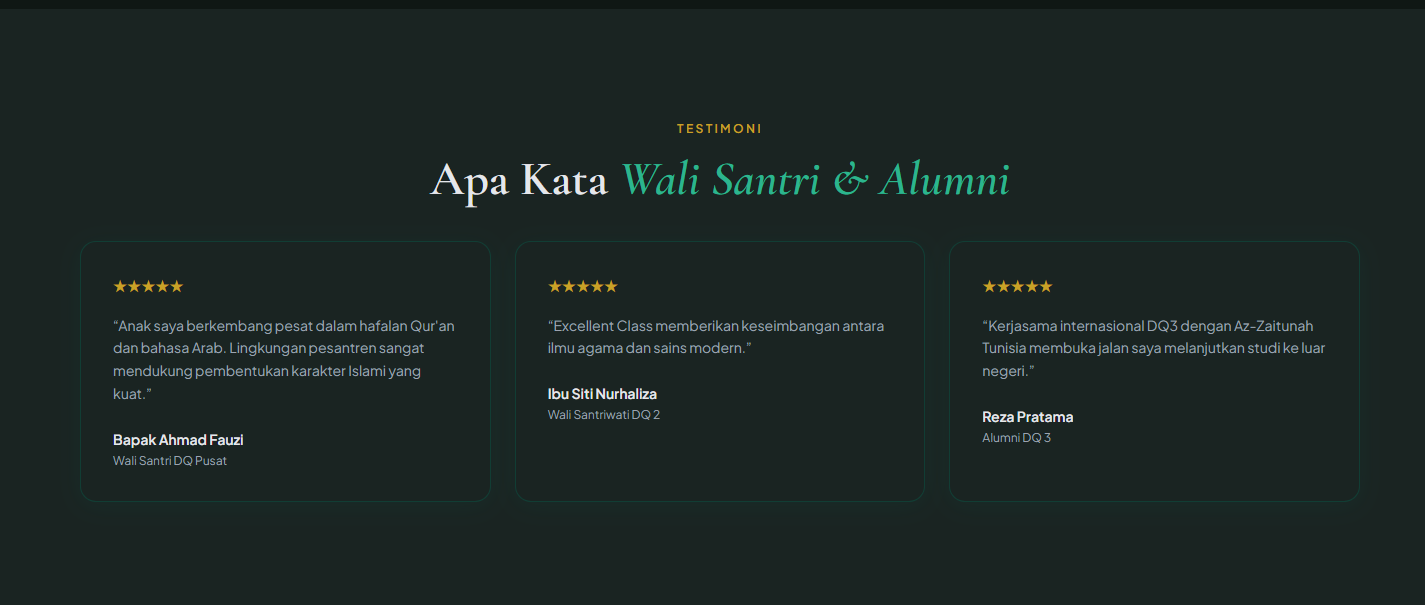 TESTIMONI
Apa Kata Wali Santri & Alumni
★★★★★
“Anak saya berkembang pesat dalam hafalan Qur'an
dan bahasa Arab. Lingkungan pesantren sangat
mendukung pembentukan karakter Islami yang
kuat.”
Bapak Ahmad Fauzi
Wali Santri DQ Pusat
★★★★★
“Excellent Class memberikan keseimbangan antara
ilmu agama dan sains modern.”
Ibu Siti Nurhaliza
Wali Santriwati DQ 2
★★★★★
“Kerjasama internasional DQ3 dengan Az-Zaitunah
Tunisia membuka jalan saya melanjutkan studi ke luar
negeri.”
Reza Pratama
Alumni DQ 3